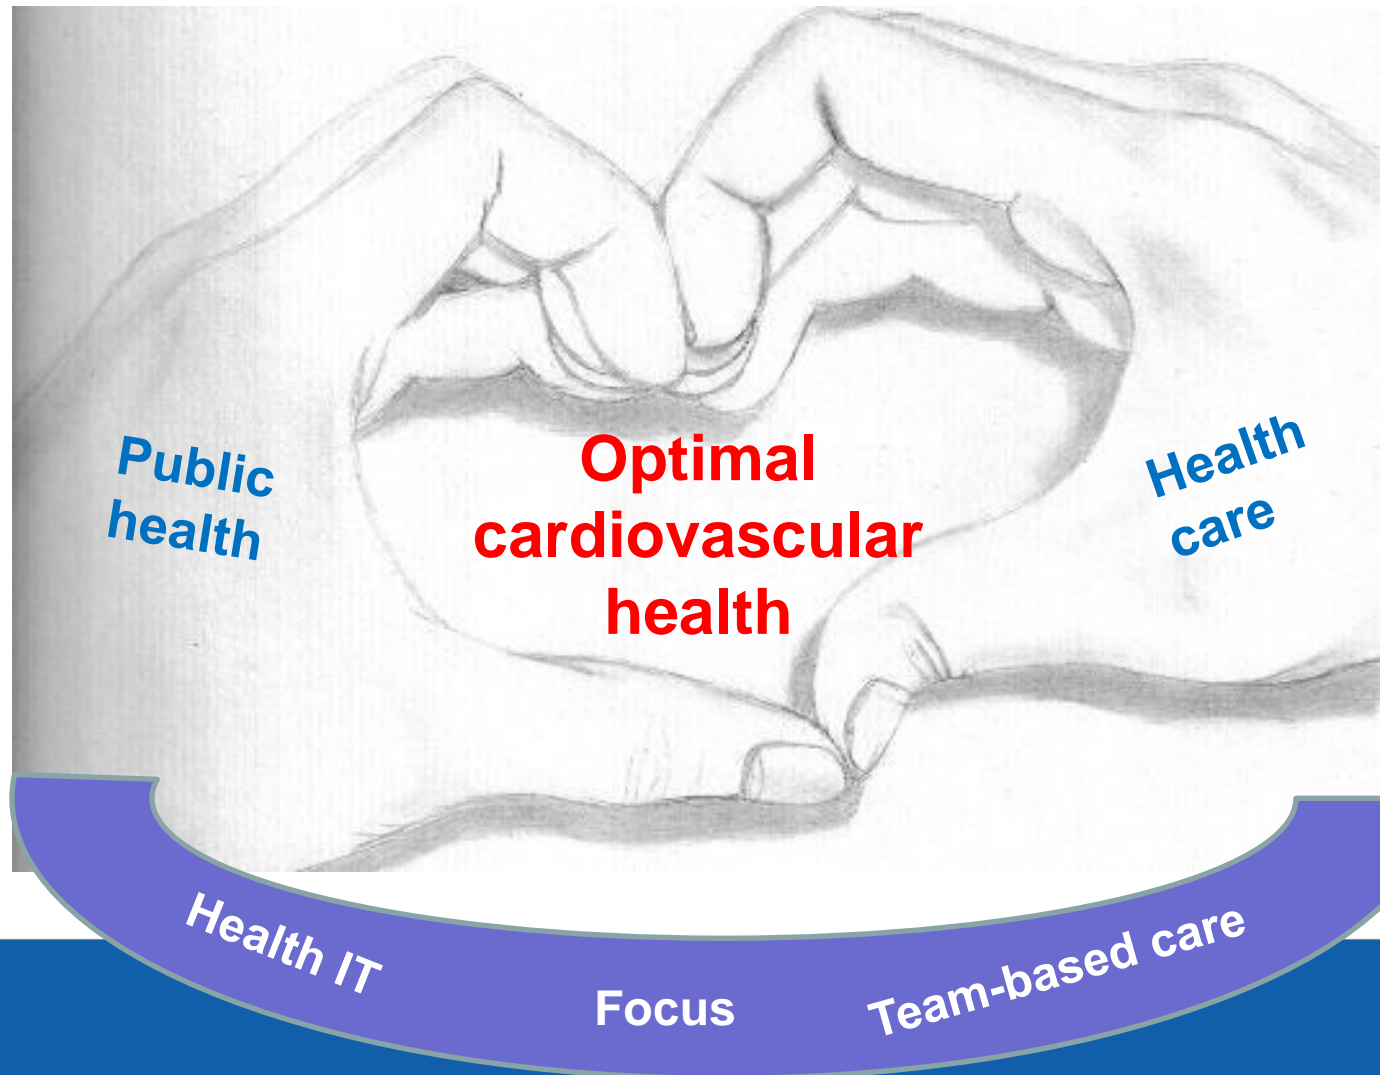 Public
health
Optimal
cardiovascular
health
Health
care
Health IT
Focus
Team-based care